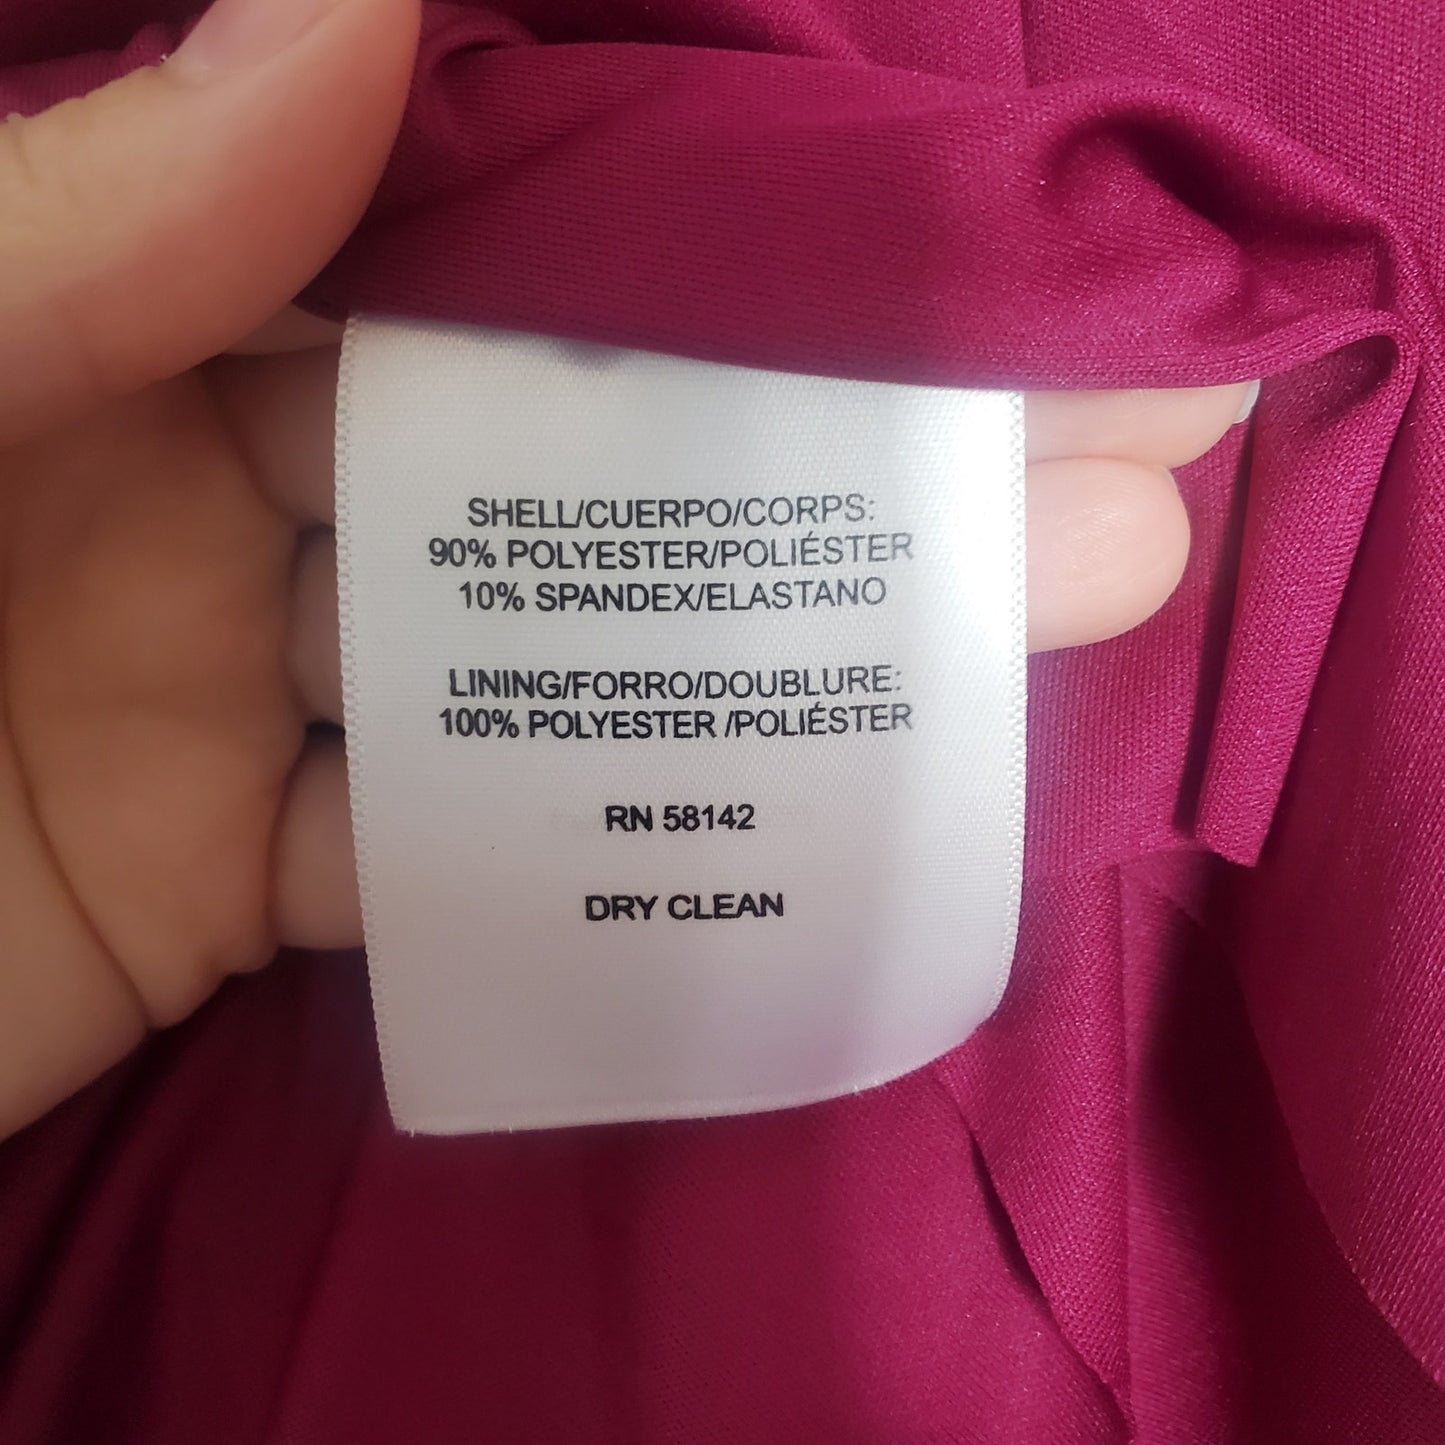 SHELL/CUERPO/CORPS:
90% POLYESTER/POLIÉSTER
10% SPANDEX/ELASTANO
LINING/FORRO/DOUBLURE:
100% POLYESTER /POLIÉSTER
RN 58142
DRY CLEAN